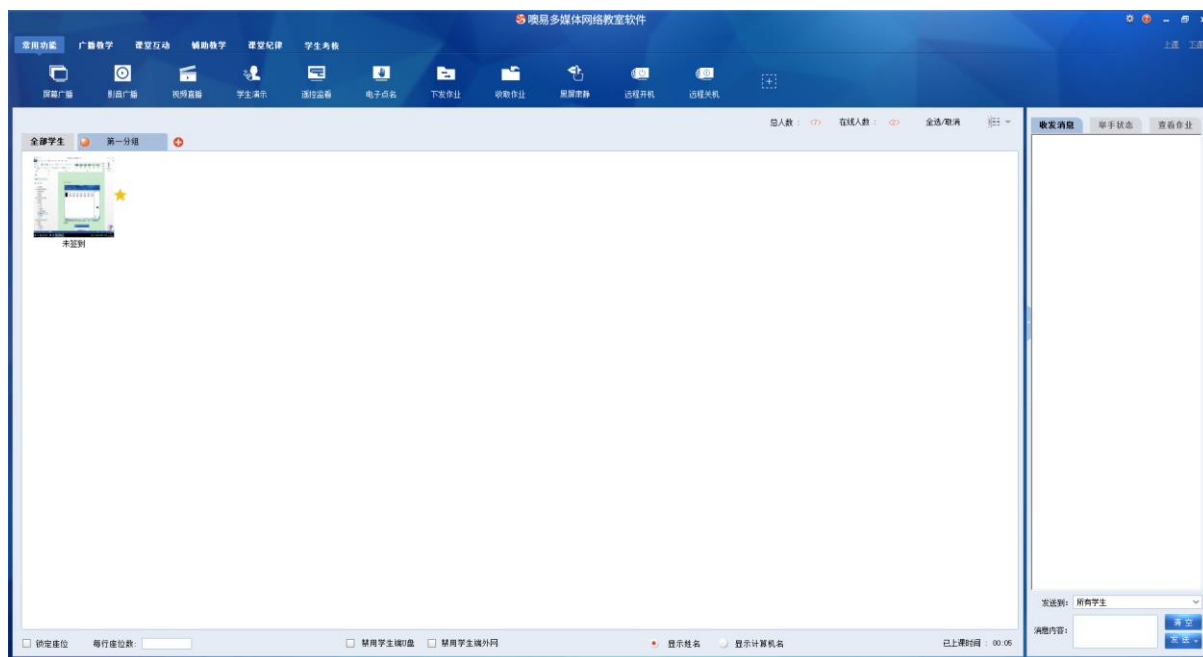 噢易多媒体网络教室软件
常用功能 广播教学 课堂互动 辅助教学 课堂纪律 学生考核
上课
屏幕广播 影音广播 视频直播 学生演示 遥控监看 电子点名 下发作业 收取作业 黑屏肃静 远程开机 远程关机
总人数： 在线人数： 全选/取消
全部学生 第一分组
收发消息 举手状态 查看作业
未签到
发送到： 所有学生
消息内容：
清空
发送
锁定座位 每行座位数： 禁用学生端U盘 禁用学生端外网 显示姓名 显示计算机名 已上课时间： 00:05